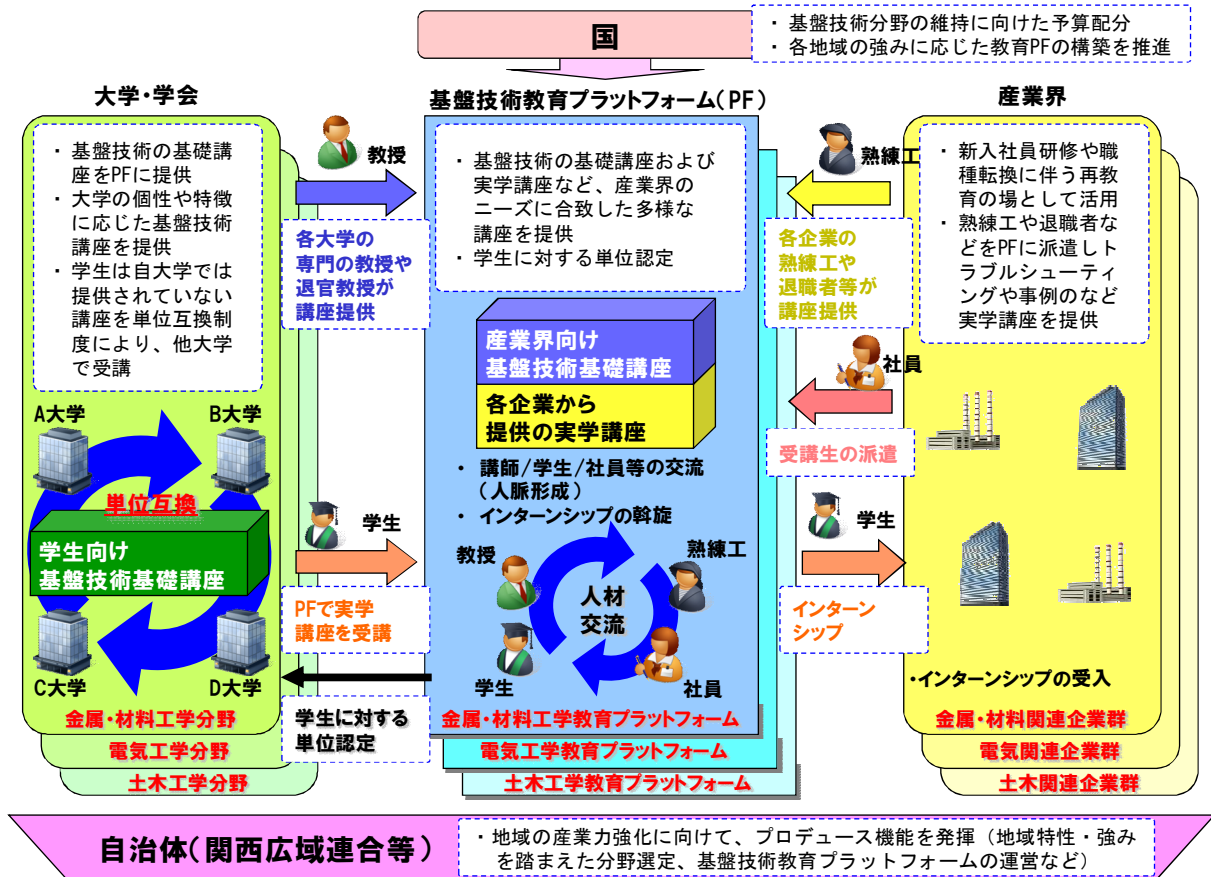 国
・基盤技術分野の維持に向けた予算配分
・各地域の強みに応じた教育PFの構築を推進
大学・学会
・基盤技術の基礎講
座をPFに提供
・大学の個性や特徴
に応じた基盤技術
講座を提供
・学生は自大学では
提供されていない
講座を単位互換制
度により、他大学
で受講
A大学
B大学
単位互換
学生向け
基盤技術基礎講座
C大学
D大学
金属・材料工学分野
電気工学分野
土木工学分野
教授
各大学の
専門の教授や
退官教授が
講座提供
学生
PFで実学
講座を受講
学生に対する
単位認定
基盤技術教育プラットフォーム(PF)
・基盤技術の基礎講座および
実学講座など、産業界の
ニーズに合致した多様な
講座を提供
・学生に対する単位認定
産業界向け
基盤技術基礎講座
各企業から
提供の実学講座
・講師/学生/社員等の交流
(人脈形成)
・インターンシップの斡旋
教授
熟練工
人材
交流
学生
社員
金属・材料工学教育プラットフォーム
電気工学教育プラットフォーム
土木工学教育プラットフォーム
熟練工
各企業の
熟練工や
退職者等が
講座提供
社員
受講生の派遣
学生
インターン
シップ
産業界
・新入社員研修や職
種転換に伴う再教
育の場として活用
・熟練工や退職者な
どをPFに派遣しト
ラブルシューティ
ングや事例のなど
実学講座を提供
・インターンシップの受入
金属・材料関連企業群
電気関連企業群
土木関連企業群
自治体(関西広域連合等)
・地域の産業力強化に向けて、プロデュース機能を発揮(地域特性・強み
を踏まえた分野選定、基盤技術教育プラットフォームの運営など)